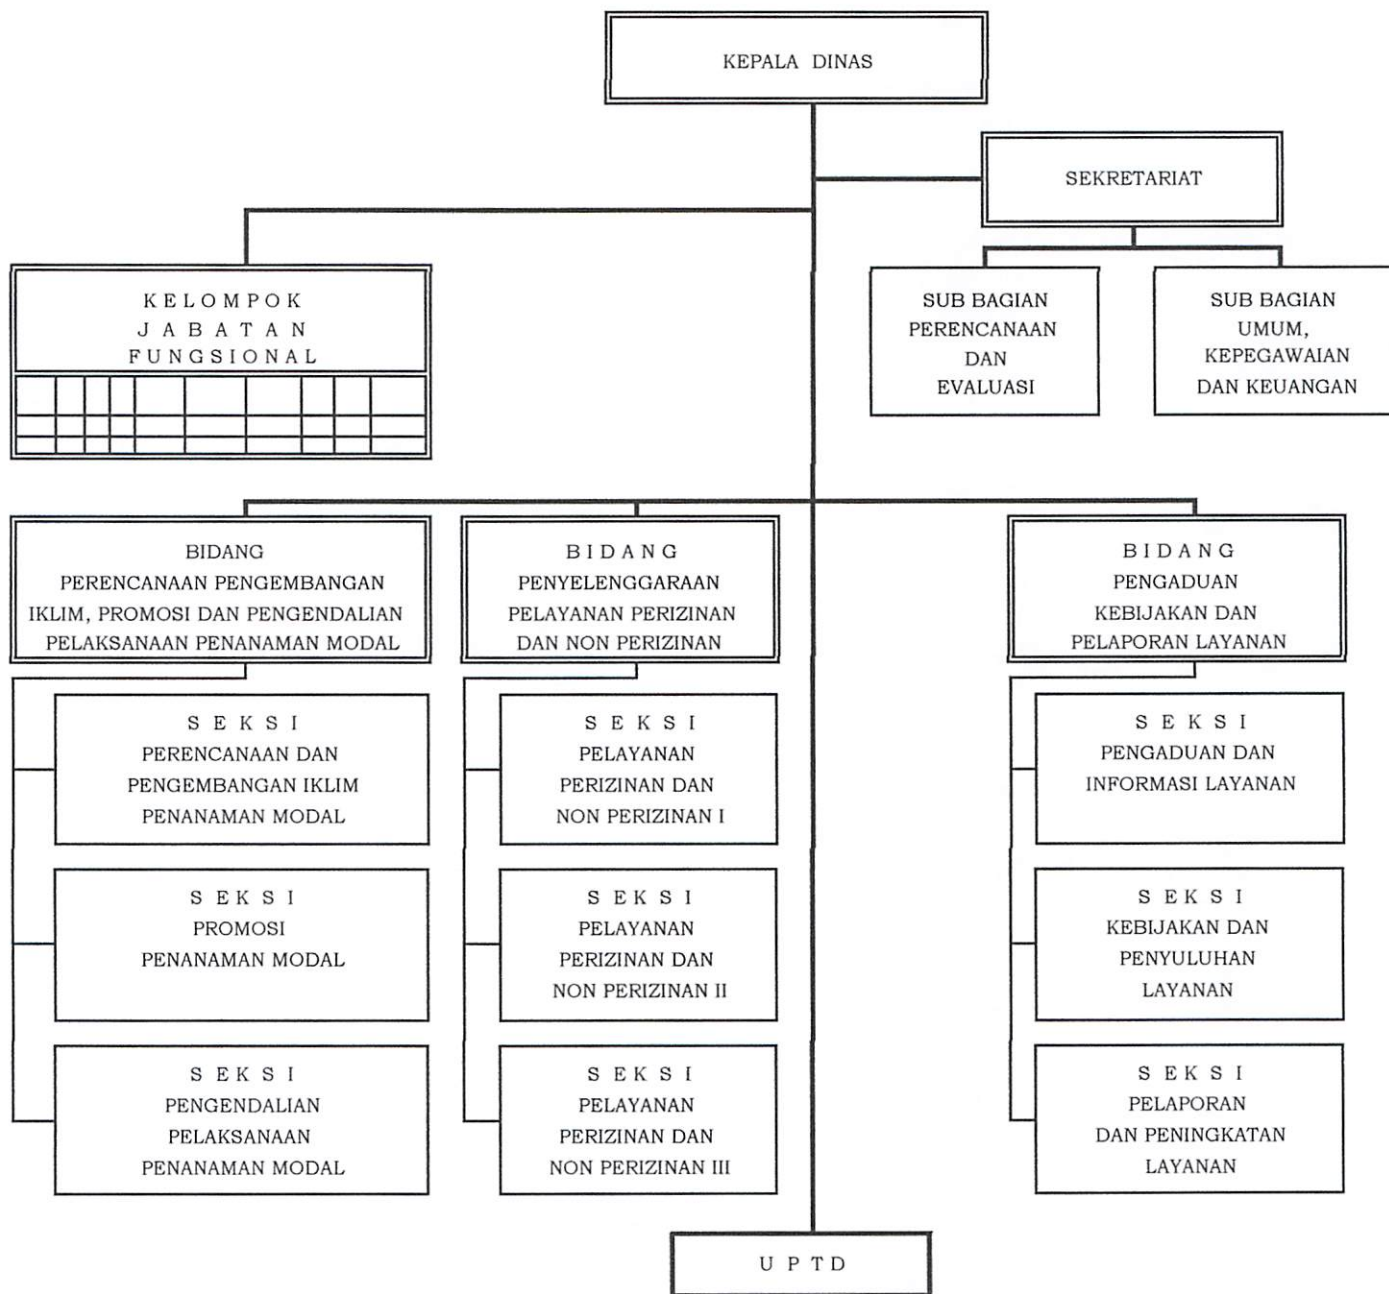 KEPALA DINAS
SEKRETARIAT
KELOMPOK
JABATAN
FUNGSIONAL
SUB BAGIAN
PERENCANAAN
DAN
EVALUASI
SUB BAGIAN
UMUM,
KEPEGAWAIAN
DAN KEUANGAN
BIDANG
PERENCANAAN PENGEMBANGAN
IKLIM, PROMOSI DAN PENGENDALIAN
PELAKSANAAN PENANAMAN MODAL
BIDANG
PENYELENGGARAAN
PELAYANAN PERIZINAN
DAN NON PERIZINAN
BIDANG
PENGADUAN
KEBIJAKAN DAN
PELAPORAN LAYANAN
SEKSI
PERENCANAAN DAN
PENGEMBANGAN IKLIM
PENANAMAN MODAL
SEKSI
PROMOSI
PENANAMAN MODAL
SEKSI
PENGENDALIAN
PELAKSANAAN
PENANAMAN MODAL
SEKSI
PELAYANAN
PERIZINAN DAN
NON PERIZINAN I
SEKSI
PELAYANAN
PERIZINAN DAN
NON PERIZINAN II
SEKSI
PELAYANAN
PERIZINAN DAN
NON PERIZINAN III
SEKSI
PENGADUAN DAN
INFORMASI LAYANAN
SEKSI
KEBIJAKAN DAN
PENYULUHAN
LAYANAN
SEKSI
PELAPORAN
DAN PENINGKATAN
LAYANAN
UPTD